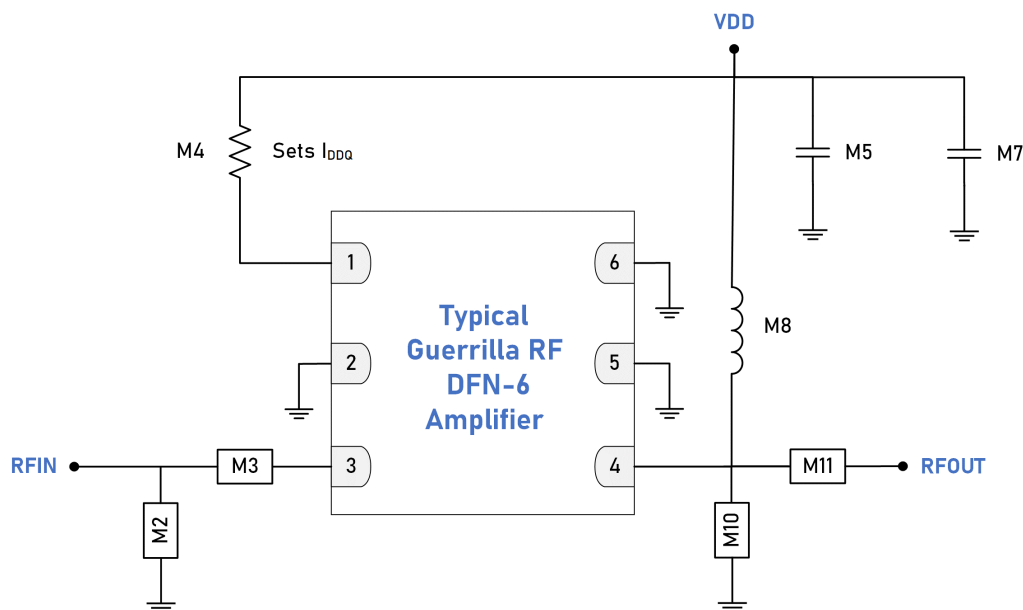 VDD
M4
Sets IDDQ
M5
M7
1
6
Typical
Guerrilla RF
DFN-6
Amplifier
M8
2
5
RFIN
M3
3
4
M11
RFOUT
M2
M10